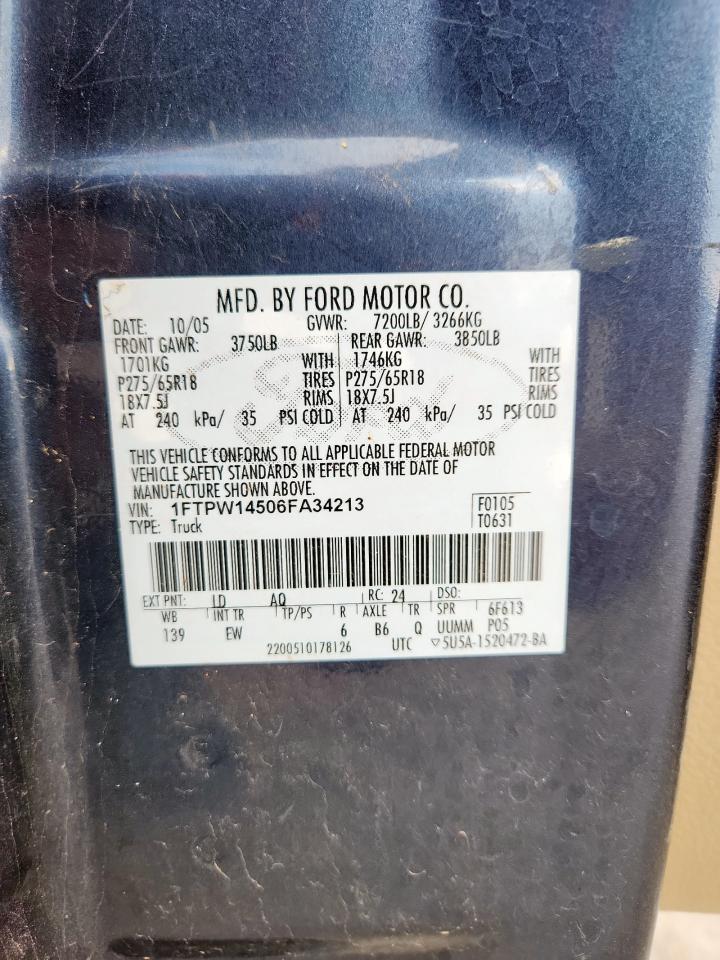 MFD. BY FORD MOTOR CO.
DATE: 10/05 GVWR: 7200LB/ 3266KG
FRONT GAWR: 3750LB REAR GAWR: 3850LB
1701KG WITH 1746KG WITH
P275/65R18 TIRES P275/65R18 TIRES
18X7.5J RIMS 18X7.5J RIMS
AT 240 kPa/ 35 PSI COLD AT 240 kPa/ 35 PSI COLD
THIS VEHICLE CONFORMS TO ALL APPLICABLE FEDERAL MOTOR
VEHICLE SAFETY STANDARDS IN EFFECT ON THE DATE OF
MANUFACTURE SHOWN ABOVE.
VIN: 1FTPW14506FA34213 F0105
TYPE: Truck T0631
EXT PNT: LD AQ RC: 24 DSO:
WB INT TR TP/PS R AXLE TR SPR 6F613
139 EW 6 B6 Q UUMM P05
2200510178126 UTC ▽5U5A-1520472-BA